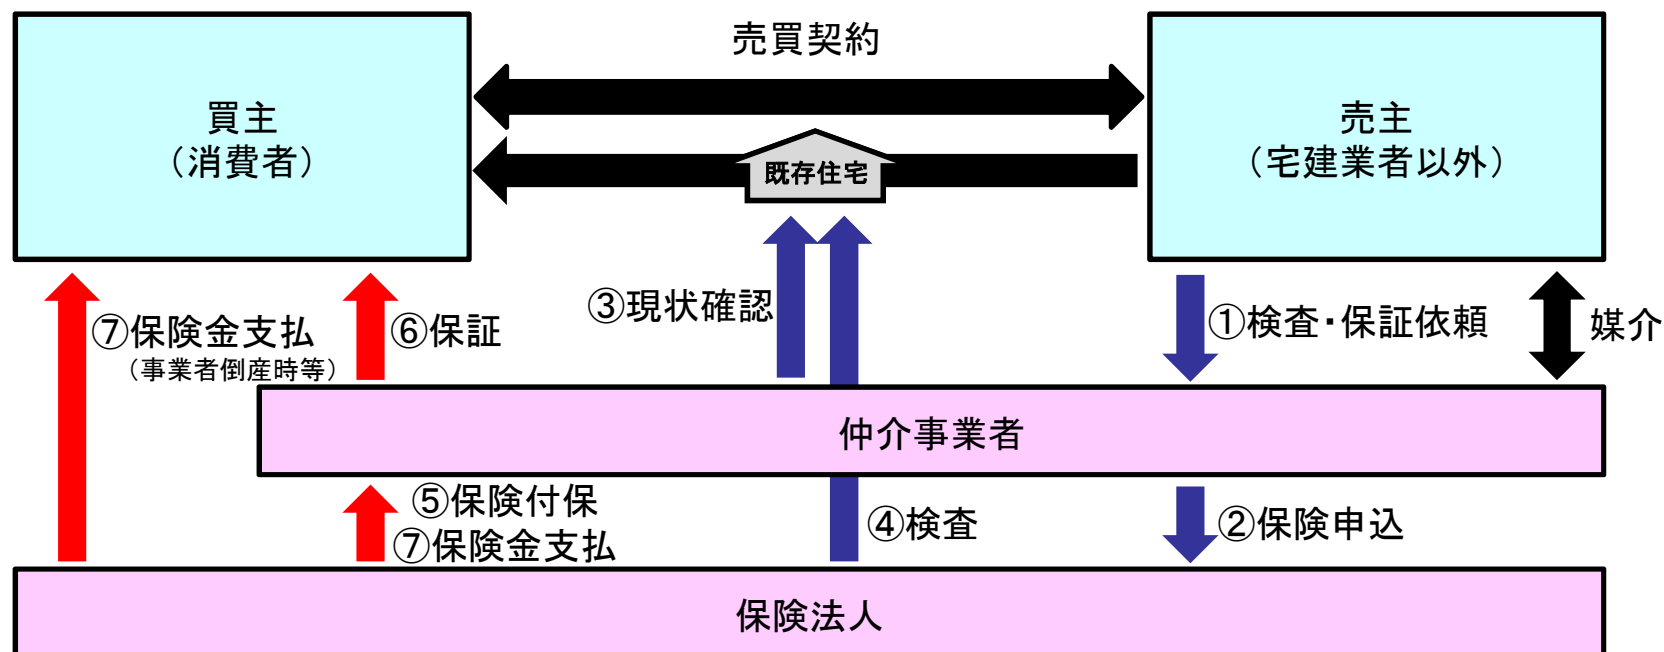 売買契約
買主
（消費者）
売主
（宅建業者以外）
既存住宅
⑦保険金支払
（事業者倒産時等）
⑥保証
③現状確認
①検査・保証依頼
媒介
仲介事業者
⑤保険付保
⑦保険金支払
④検査
②保険申込
保険法人